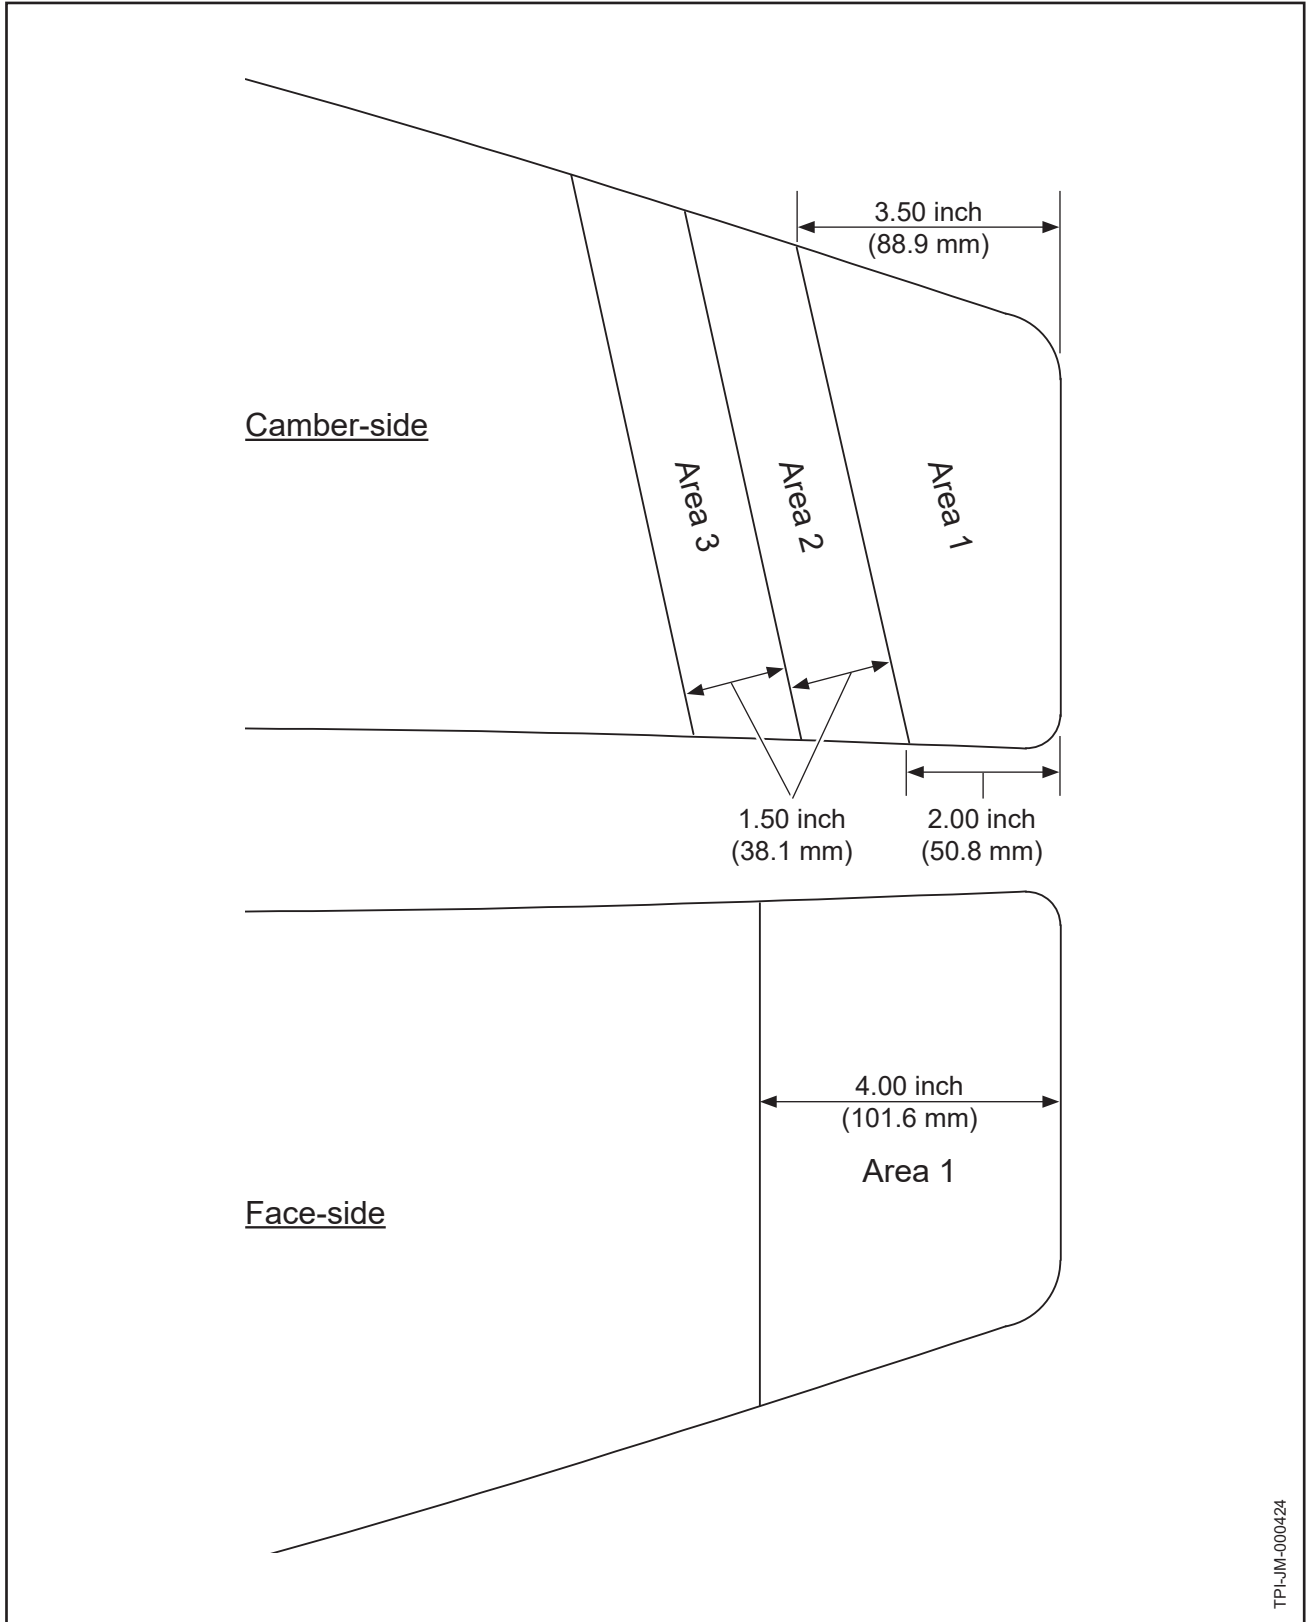 3.50 inch
(88.9 mm)
Camber-side
Area 3
Area 2
Area 1
1.50 inch
(38.1 mm)
2.00 inch
(50.8 mm)
4.00 inch
(101.6 mm)
Area 1
Face-side
TPI-JM-000424